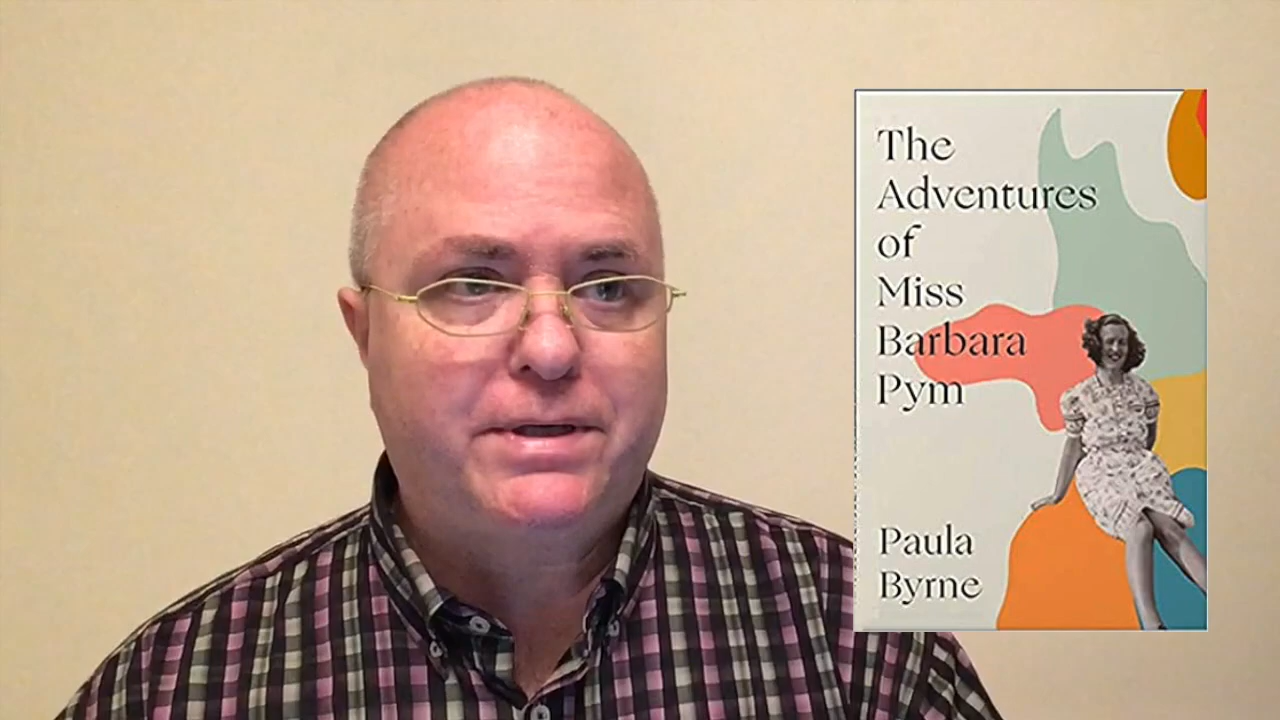 The
Adventures
of
Miss
Barbara
Pym
Paula
Byrne